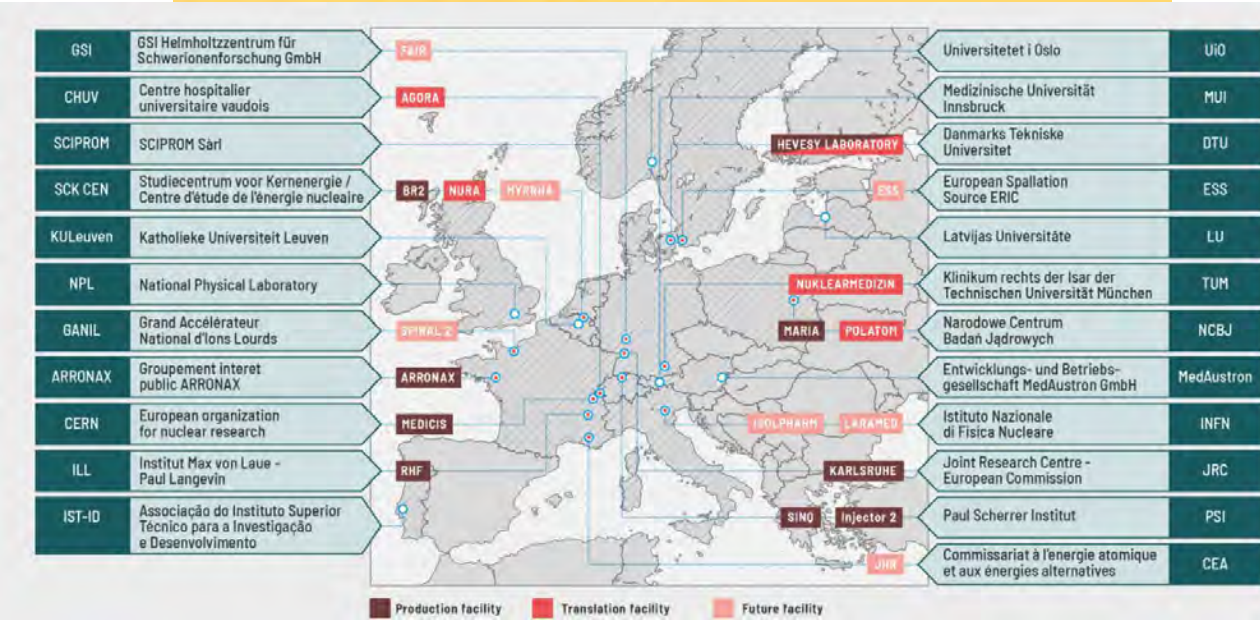 GSI
GSI Helmholtzzentrum für
Schwerionenforschung GmbH
FAIR
CHUV
Centre hospitalier
universitaire vaudois
AGORA
SCIPROM
SCIPROM Sàrl
SCK CEN
Studiecentrum voor Kernenergie /
Centre d'étude de l'énergie nucleaire
BR2
NURA
MYRRHA
KULeuven
Katholieke Universiteit Leuven
NPL
National Physical Laboratory
GANIL
Grand Accélérateur
National d'Ions Lourds
SPIRAL 2
ARRONAX
Groupement interet
public ARRONAX
ARRONAX
CERN
European organization
for nuclear research
MEDICIS
ILL
Institut Max von Laue -
Paul Langevin
RHF
IST-ID
Associação do Instituto Superior
Técnico para a Investigação
e Desenvolvimento
Universitetet i Oslo
UiO
Medizinische Universität
Innsbruck
MUI
HEVESY LABORATORY
Danmarks Tekniske
Universitet
DTU
ESS
European Spallation
Source ERIC
ESS
Latvijas Universitāte
LU
NUKLEARMEDIZIN
Klinikum rechts der Isar der
Technischen Universität München
TUM
MARIA
POLATOM
Narodowe Centrum
Badań Jądrowych
NCBJ
Entwicklungs- und Betriebs-
gesellschaft MedAustron GmbH
MedAustron
ISOLPHARM
LARAMED
Istituto Nazionale
di Fisica Nucleare
INFN
KARLSRUHE
Joint Research Centre -
European Commission
JRC
SINQ
Injector 2
Paul Scherrer Institut
PSI
JHR
Commissariat à l'energie atomique
et aux énergies alternatives
CEA
Production facility
Translation facility
Future facility